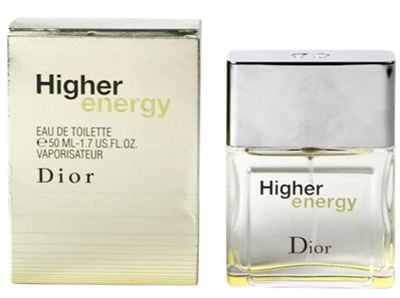 Higher
energy
EAU DE TOILETTE
℮50 ML-1.7 US.FL.OZ.
VAPORISATEUR
Dior
Higher
energy
Dior